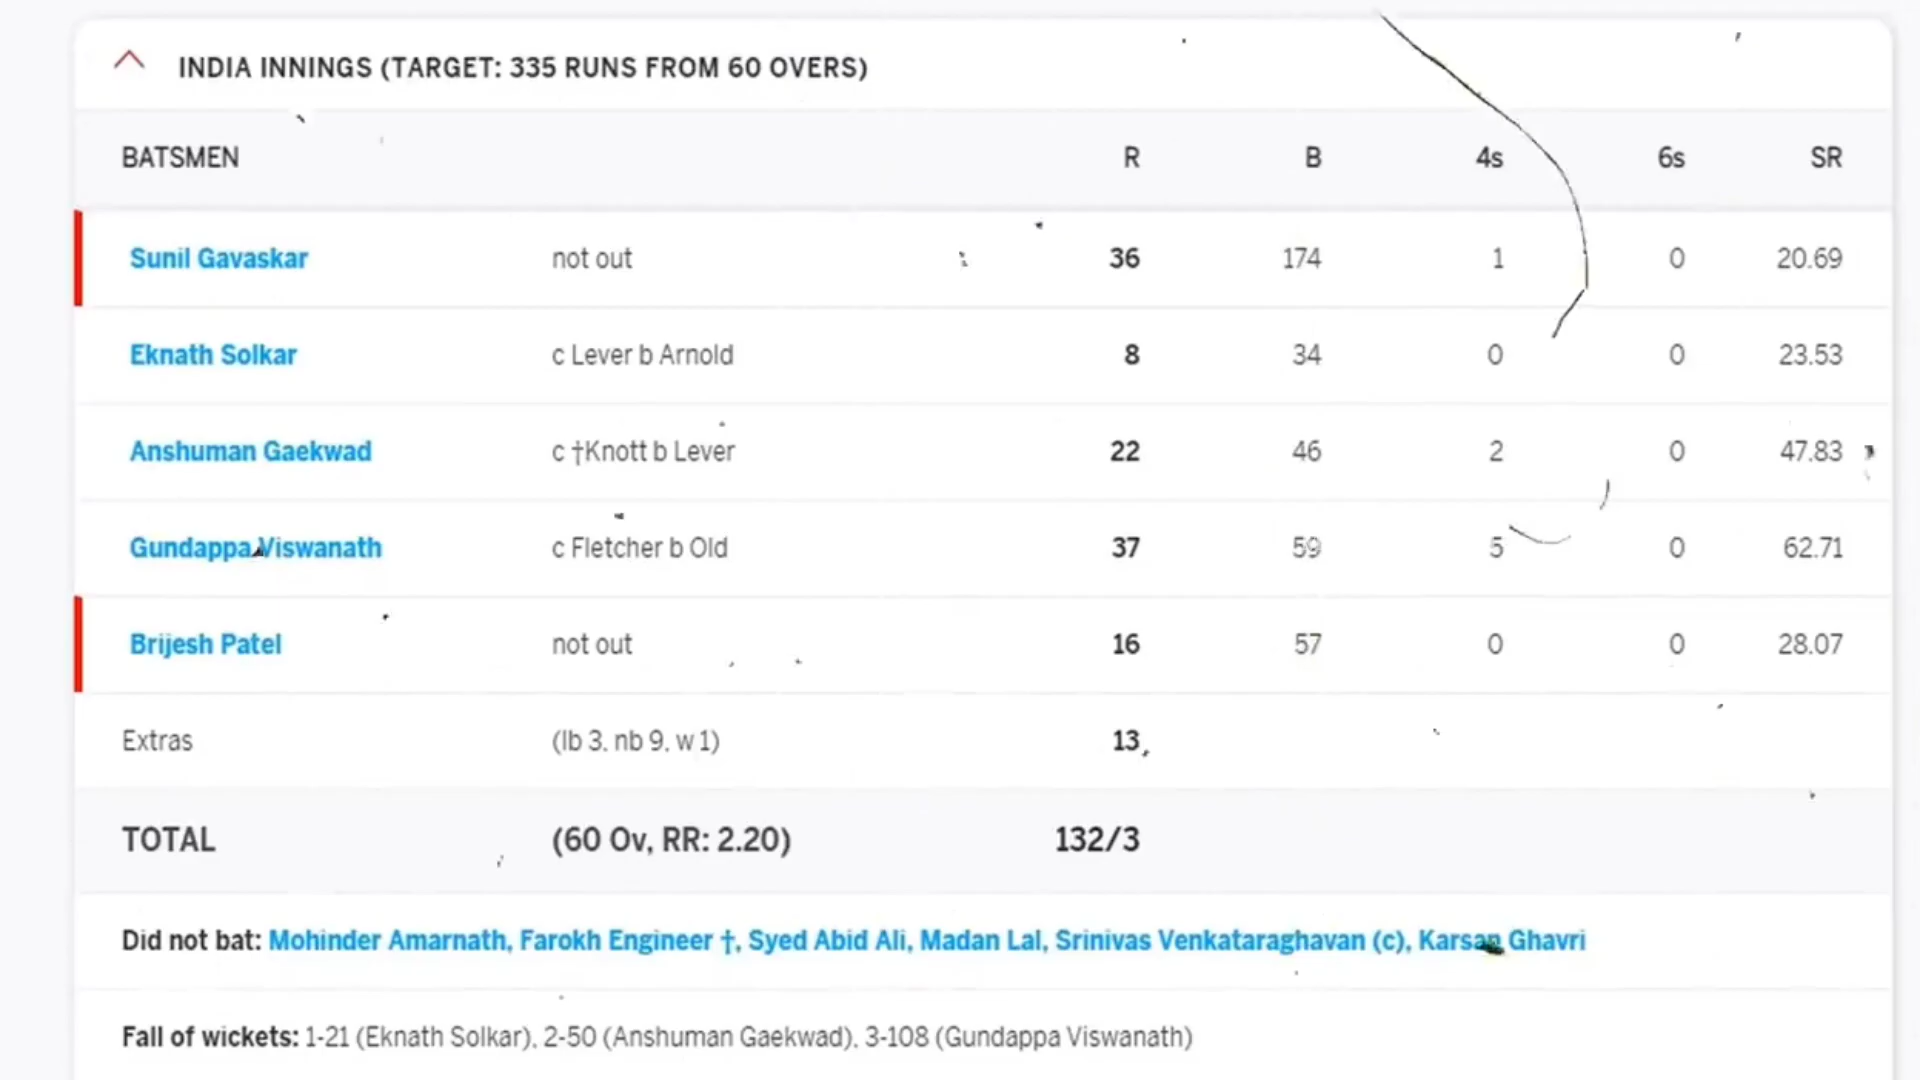 INDIA INNINGS (TARGET: 335 RUNS FROM 60 OVERS)
BATSMEN R B 4s 6s SR
Sunil Gavaskar not out 36 174 1 0 20.69
Eknath Solkar c Lever b Arnold 8 34 0 0 23.53
Anshuman Gaekwad c †Knott b Lever 22 46 2 0 47.83
Gundappa Viswanath c Fletcher b Old 37 59 5 0 62.71
Brijesh Patel not out 16 57 0 0 28.07
Extras (lb 3, nb 9, w 1) 13
TOTAL (60 Ov, RR: 2.20) 132/3
Did not bat: Mohinder Amarnath, Farokh Engineer †, Syed Abid Ali, Madan Lal, Srinivas Venkataraghavan (c), Karsan Ghavri
Fall of wickets: 1-21 (Eknath Solkar), 2-50 (Anshuman Gaekwad), 3-108 (Gundappa Viswanath)